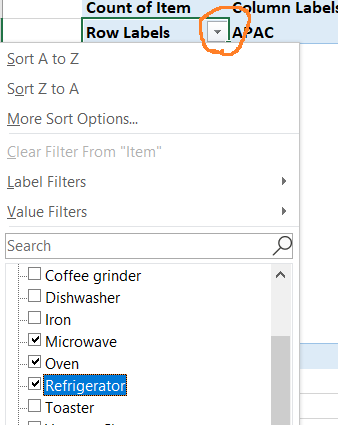 Count of Item Column Labels
Row Labels APAC
Sort A to Z
Sort Z to A
More Sort Options...
Clear Filter From "Item"
Label Filters
Value Filters
Search
Coffee grinder
Dishwasher
Iron
Microwave
Oven
Refrigerator
Toaster